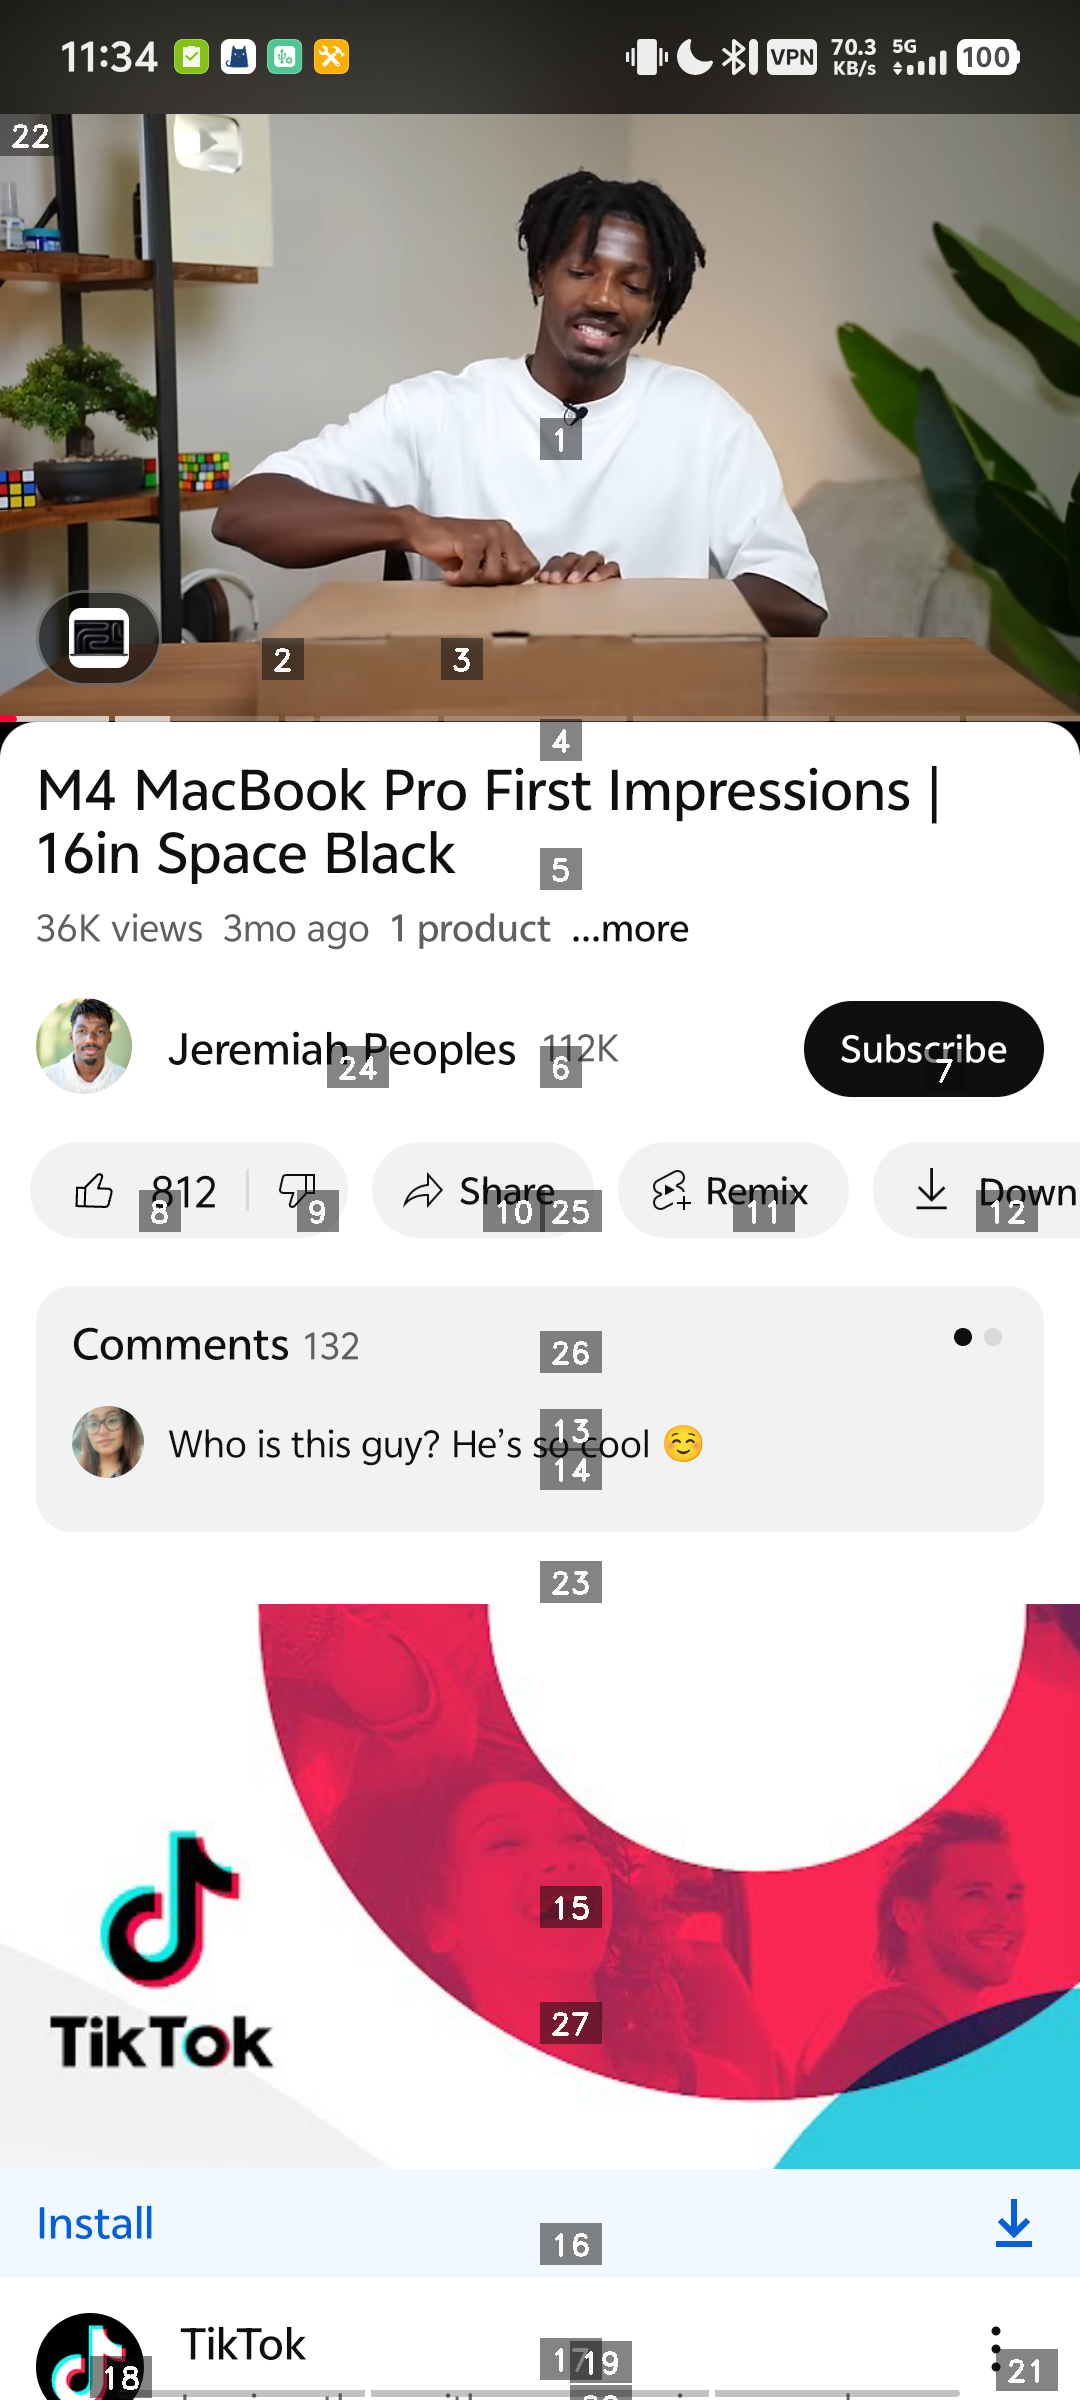 11:34
VPN
70.3
KB/s
5G
100
22
1
2
3
4
M4 MacBook Pro First Impressions |
16in Space Black
5
36K views 3mo ago 1 product ...more
Jeremiah Peoples 112K
Subscribe
24
6
7
812
Share
Remix
Down
8
9
10
25
11
12
Comments 132
26
Who is this guy? He's so cool ☺️
13
14
23
15
TikTok
27
Install
16
TikTok
17
18
19
21